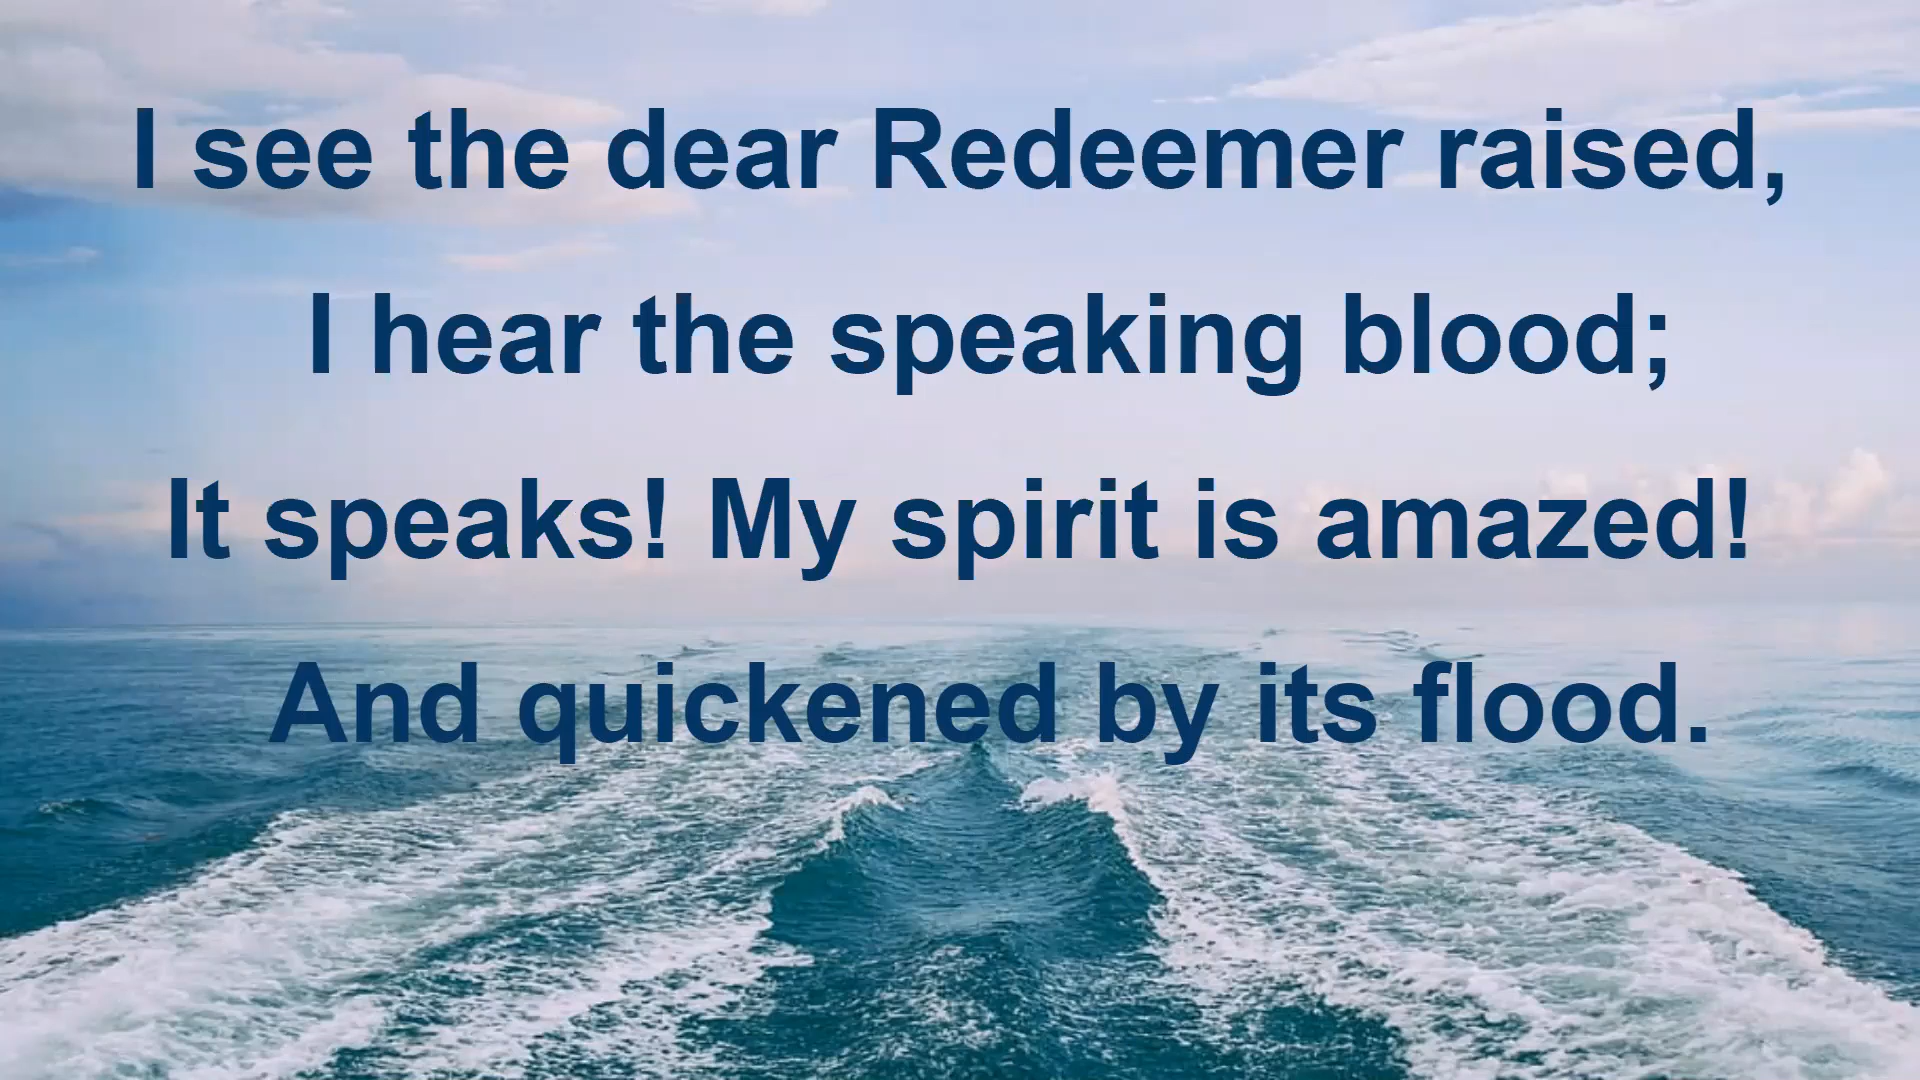 I see the dear Redeemer raised,
I hear the speaking blood;
It speaks! My spirit is amazed!
And quickened by its flood.